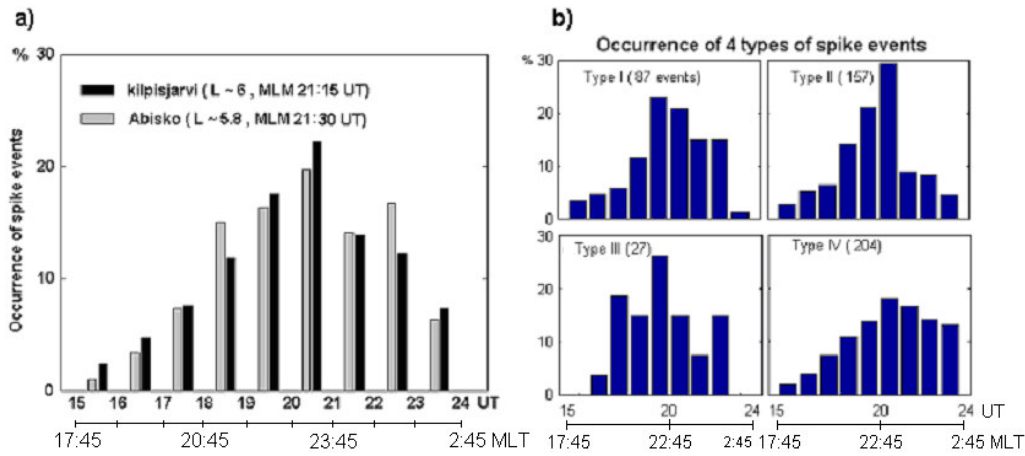 a)
%
30
20
10
0
Occurrence of spike events
kilpisjarvi ( L ~ 6 , MLM 21:15 UT)
Abisko ( L ~5.8 , MLM 21:30 UT)
15 16 17 18 19 20 21 22 23 24 UT
17:45 20:45 23:45 2:45 MLT
b)
Occurrence of 4 types of spike events
% 30
20
10
0
Type I ( 87 events)
Type II ( 157)
30
20
10
0
Type III (27)
Type IV ( 204)
15 20 24 15 20 24 UT
17:45 22:45 2:45 17:45 22:45 2:45 MLT